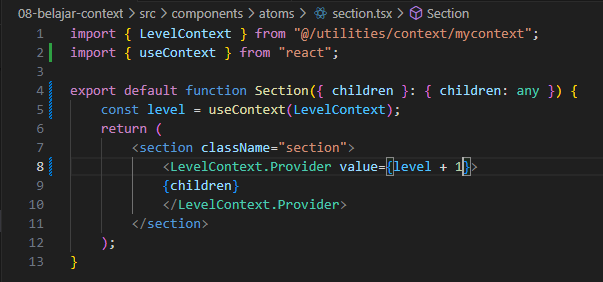 08-belajar-context > src > components > atoms > section.tsx > Section
1 import { LevelContext } from "@/utilities/context/mycontext";
2 import { useContext } from "react";
3
4 export default function Section({ children }: { children: any }) {
5 const level = useContext(LevelContext);
6 return (
7 <section className="section">
8 <LevelContext.Provider value={level + 1}>
9 {children}
10 </LevelContext.Provider>
11 </section>
12 );
13 }